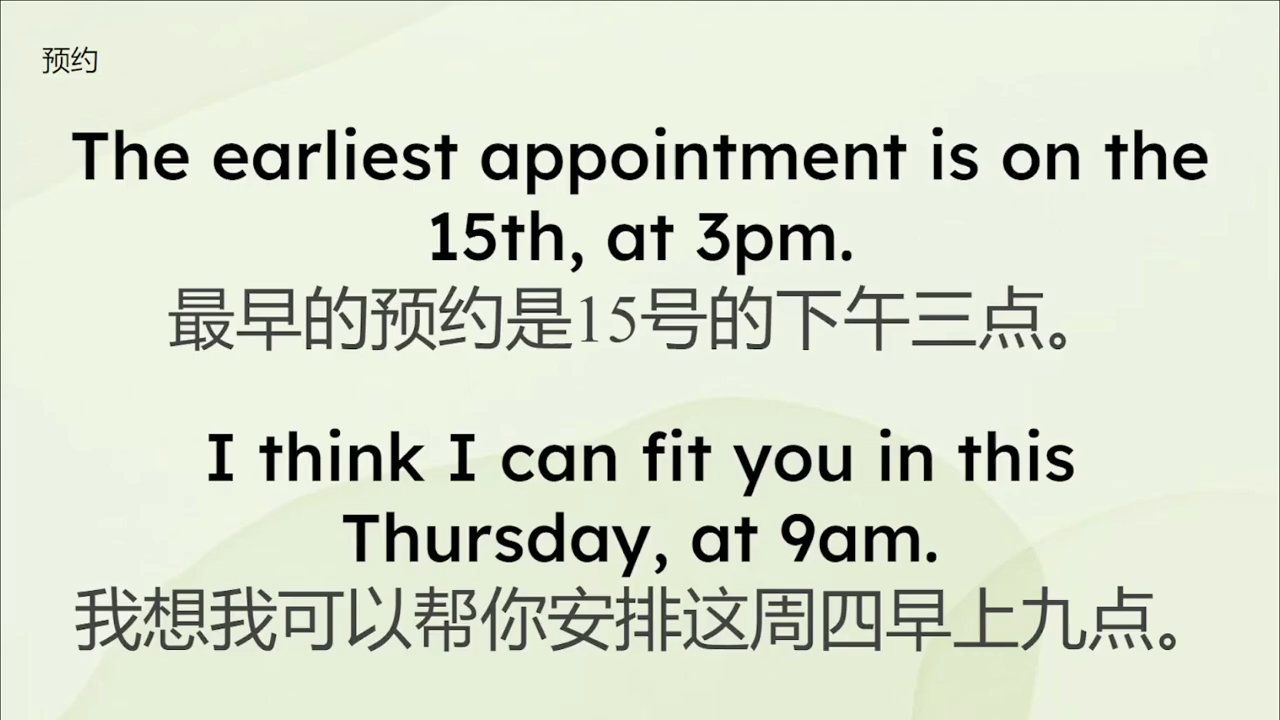 预约
The earliest appointment is on the
15th, at 3pm.
最早的预约是15号的下午三点。
I think I can fit you in this
Thursday, at 9am.
我想我可以帮你安排这周四早上九点。